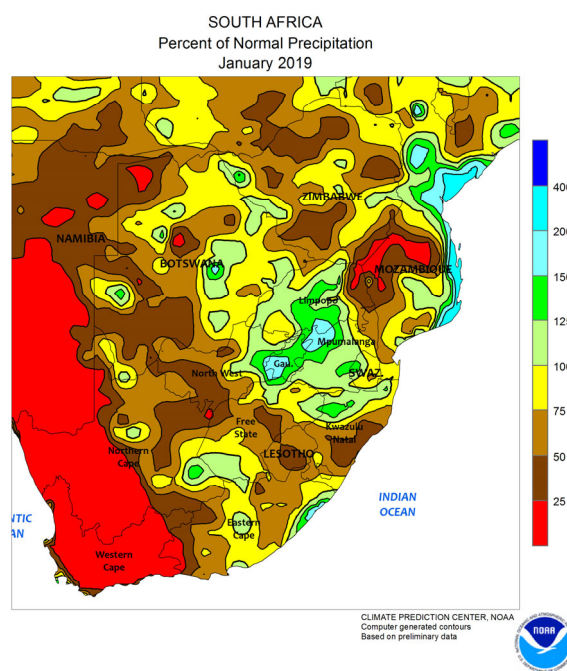 SOUTH AFRICA
Percent of Normal Precipitation
January 2019
ZIMBABWE
NAMIBIA
BOTSWANA
MOZAMBIQUE
Limpopo
Mpumalanga
Gau.
North West
SWAZ.
Free
State
Kwazulu
Natal
LESOTHO
Northern
Cape
Eastern
Cape
Western
Cape
INDIAN
OCEAN
NTIC
AN
400
200
150
125
100
75
50
25
CLIMATE PREDICTION CENTER, NOAA
Computer generated contours
Based on preliminary data
NOAA